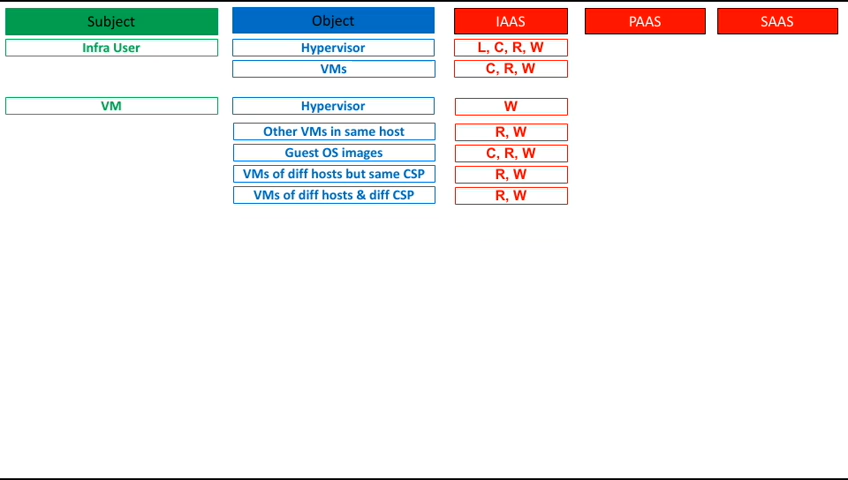 Subject Object IAAS PAAS SAAS
Infra User Hypervisor L, C, R, W
VMs C, R, W
VM Hypervisor W
Other VMs in same host R, W
Guest OS images C, R, W
VMs of diff hosts but same CSP R, W
VMs of diff hosts & diff CSP R, W